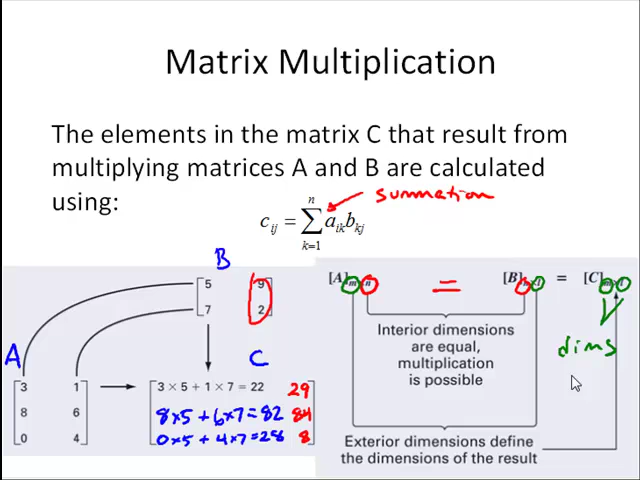 Matrix Multiplication
The elements in the matrix C that result from
multiplying matrices A and B are calculated
using:
summation
c_ij = ∑_{k=1}^{n} a_ik b_kj
B
[5 9]
[7 2]
A
C
[3 1]
[8 6]
[0 4]
3 × 5 + 1 × 7 = 22 29
8×5 + 6×7=82 84
0×5 + 4×7=28 8
[A]m×n = [B]n×l = [C]m×l
dims
Interior dimensions
are equal,
multiplication
is possible
Exterior dimensions define
the dimensions of the result